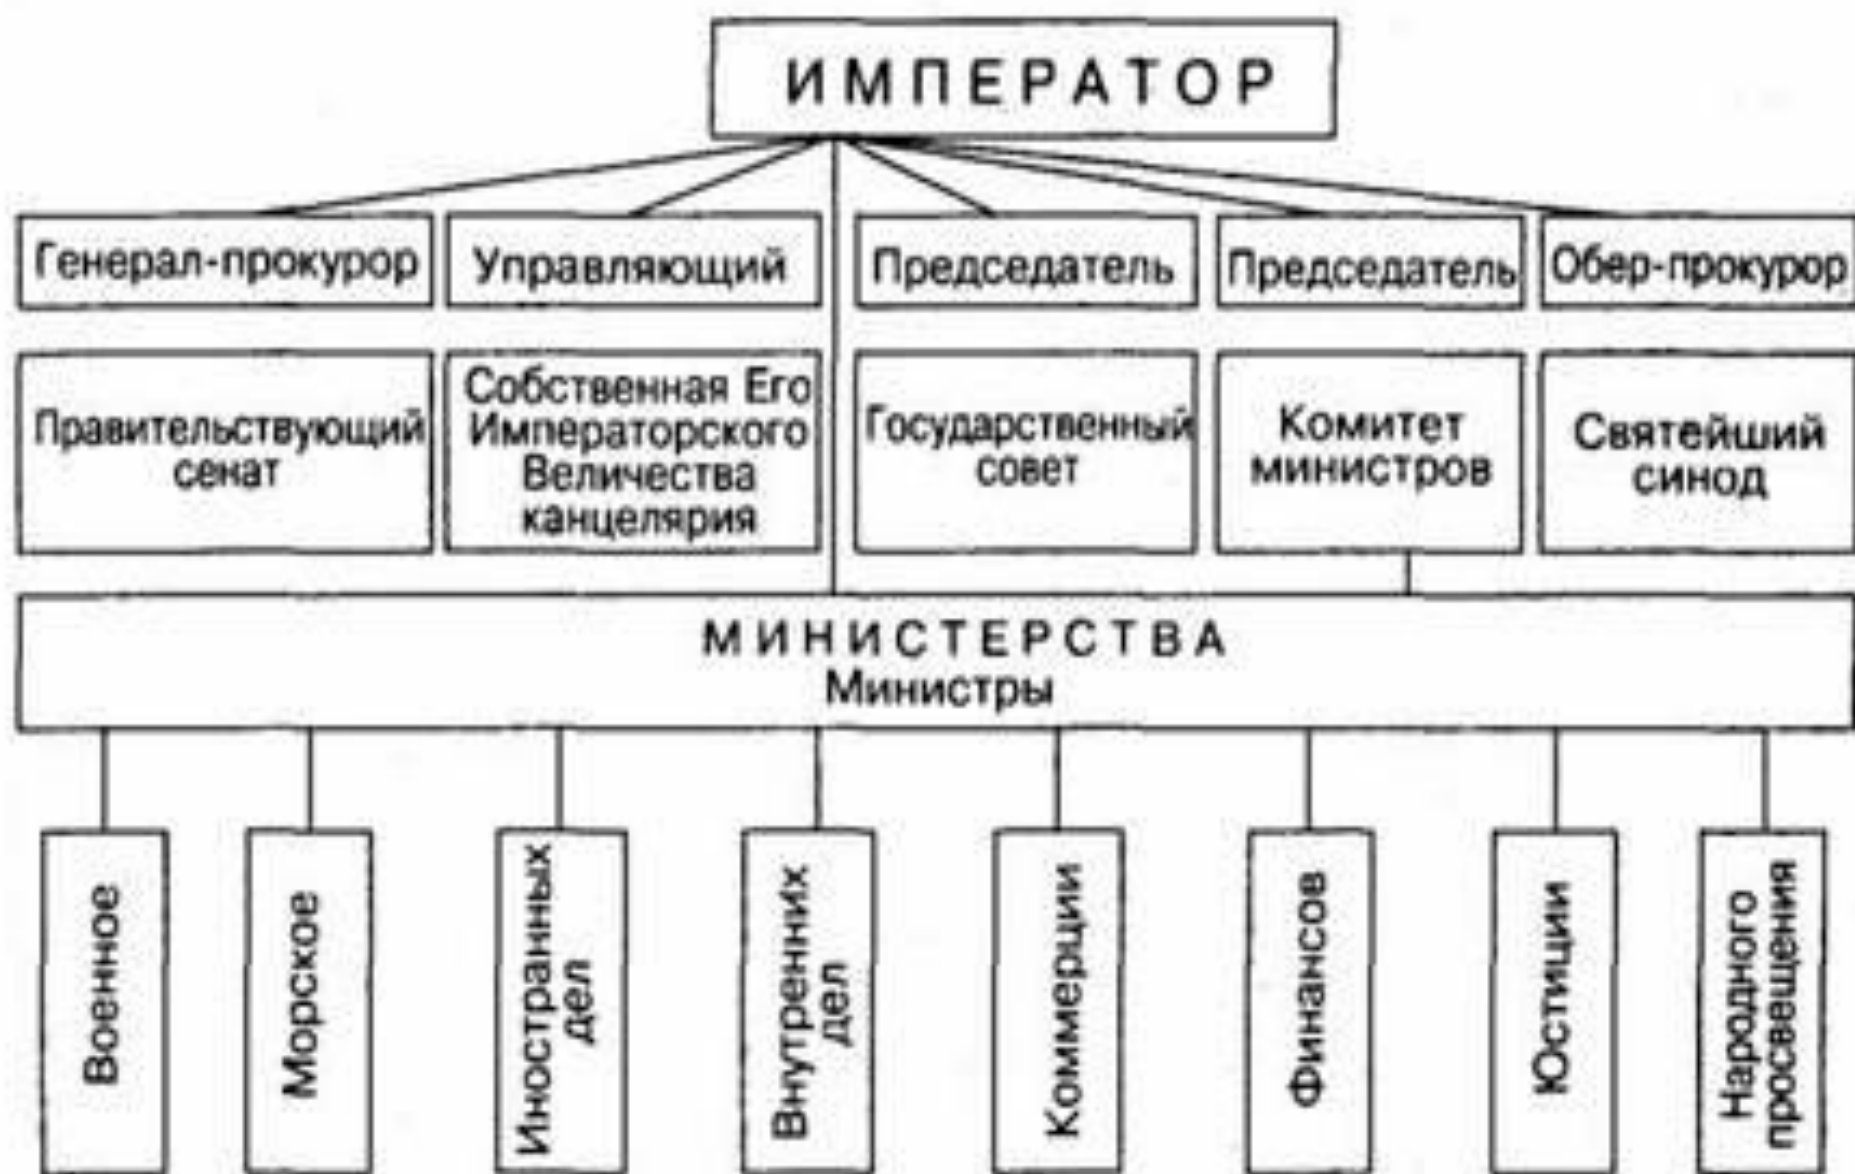 ИМПЕРАТОР
Генерал-прокурор
Управляющий
Председатель
Председатель
Обер-прокурор
Правительствующий
сенат
Собственная Его
Императорского
Величества
канцелярия
Государственный
совет
Комитет
министров
Святейший
синод
МИНИСТЕРСТВА
Министры
Военное
Морское
Иностранных
дел
Внутренних
дел
Коммерции
Финансов
Юстиции
Народного
просвещения